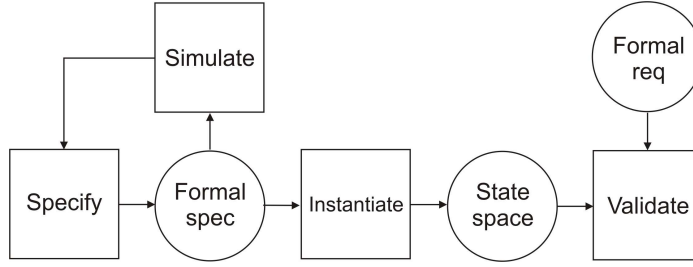 Simulate
Formal
req
Specify
Formal
spec
Instantiate
State
space
Validate